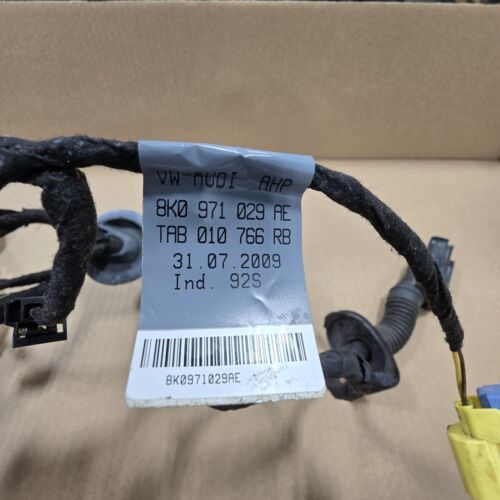 VW-AUDI AHP
8K0 971 029 AE
TAB 010 766 RB
31.07.2009
Ind. 92S
8K0971029AE